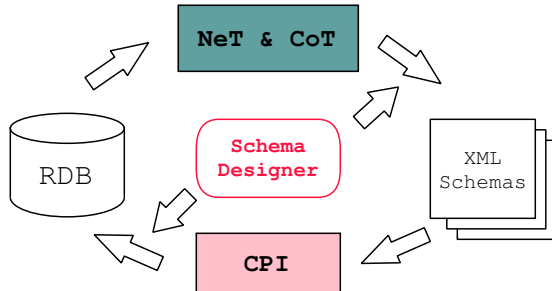 NeT & CoT
Schema
Designer
RDB
XML
Schemas
CPI